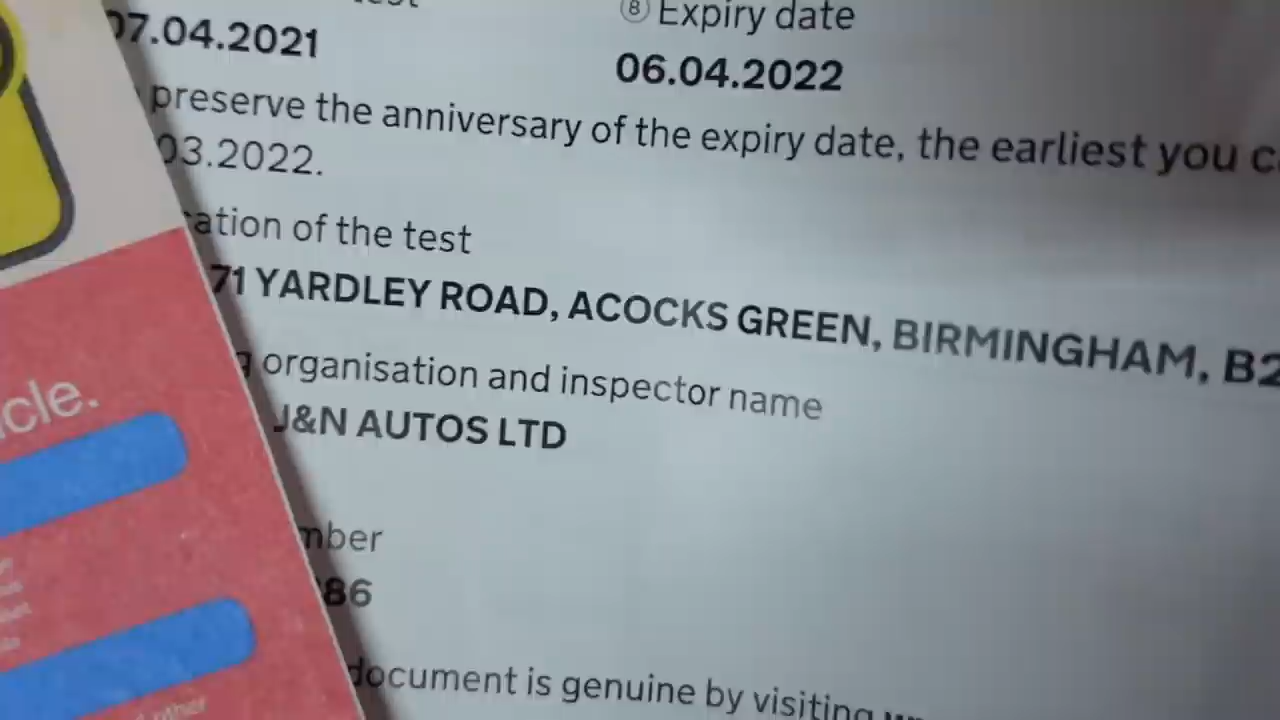 Expiry date
07.04.2021
06.04.2022
preserve the anniversary of the expiry date, the earliest you c
03.2022.
ation of the test
71 YARDLEY ROAD, ACOCKS GREEN, BIRMINGHAM, B2
organisation and inspector name
J&N AUTOS LTD
cle.
mber
86
document is genuine by visiting